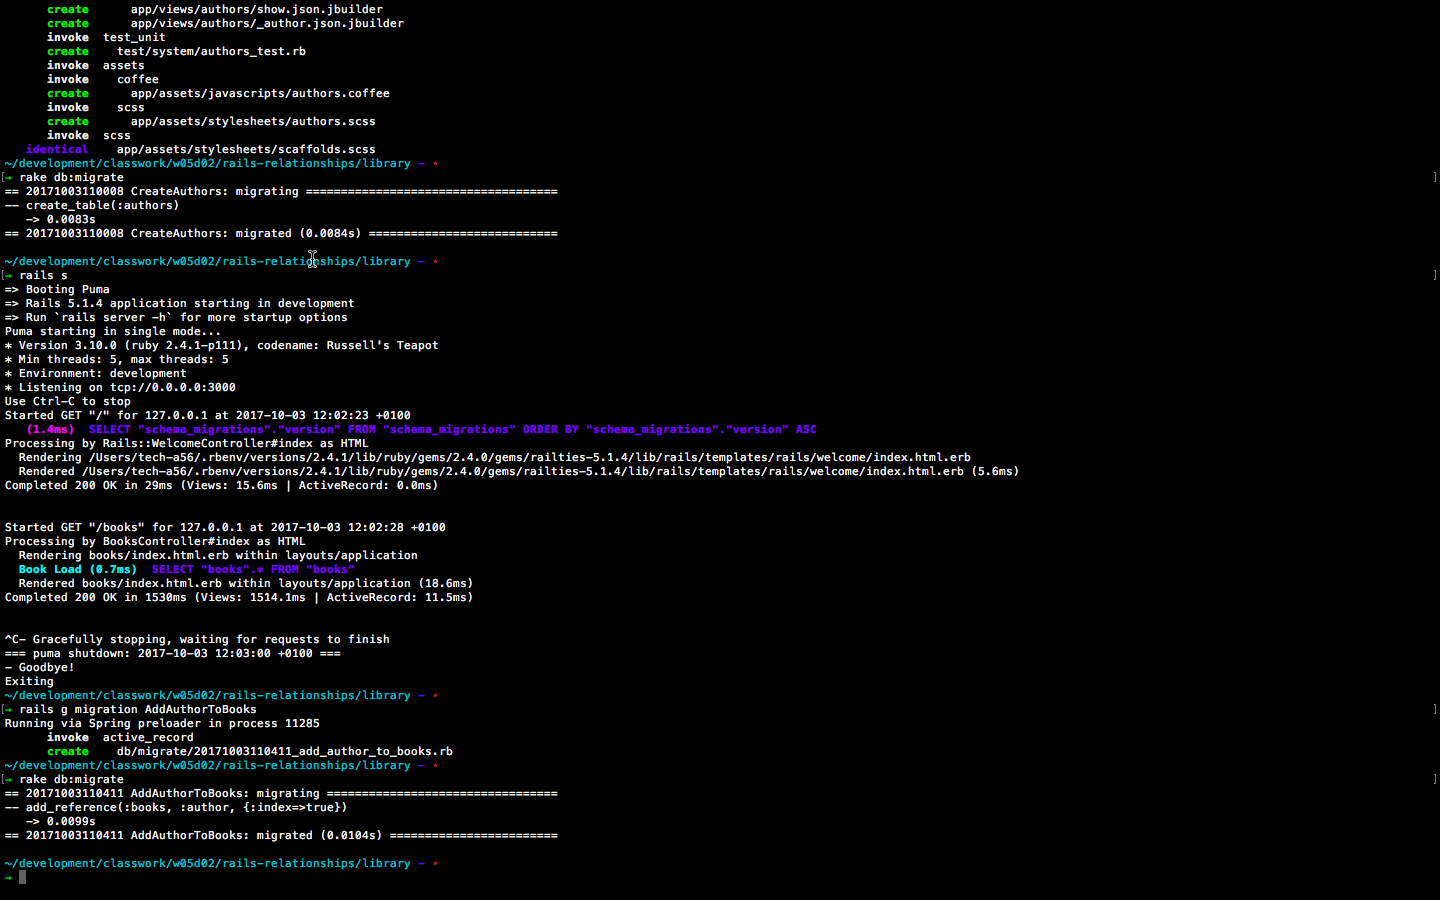 create      app/views/authors/show.json.jbuilder
create      app/views/authors/_author.json.jbuilder
invoke  test_unit
create    test/system/authors_test.rb
invoke  assets
invoke    coffee
create      app/assets/javascripts/authors.coffee
invoke    scss
create      app/assets/stylesheets/authors.scss
invoke  scss
identical    app/assets/stylesheets/scaffolds.scss
~/development/classwork/w05d02/rails-relationships/library – *
[→ rake db:migrate ]
== 20171003110008 CreateAuthors: migrating ====================================
-- create_table(:authors)
   -> 0.0083s
== 20171003110008 CreateAuthors: migrated (0.0084s) ===========================
~/development/classwork/w05d02/rails-relationships/library – *
[→ rails s ]
=> Booting Puma
=> Rails 5.1.4 application starting in development
=> Run `rails server -h` for more startup options
Puma starting in single mode...
* Version 3.10.0 (ruby 2.4.1-p111), codename: Russell's Teapot
* Min threads: 5, max threads: 5
* Environment: development
* Listening on tcp://0.0.0.0:3000
Use Ctrl-C to stop
Started GET "/" for 127.0.0.1 at 2017-10-03 12:02:23 +0100
   (1.4ms)  SELECT "schema_migrations"."version" FROM "schema_migrations" ORDER BY "schema_migrations"."version" ASC
Processing by Rails::WelcomeController#index as HTML
  Rendering /Users/tech-a56/.rbenv/versions/2.4.1/lib/ruby/gems/2.4.0/gems/railties-5.1.4/lib/rails/templates/rails/welcome/index.html.erb
  Rendered /Users/tech-a56/.rbenv/versions/2.4.1/lib/ruby/gems/2.4.0/gems/railties-5.1.4/lib/rails/templates/rails/welcome/index.html.erb (5.6ms)
Completed 200 OK in 29ms (Views: 15.6ms | ActiveRecord: 0.0ms)
Started GET "/books" for 127.0.0.1 at 2017-10-03 12:02:28 +0100
Processing by BooksController#index as HTML
  Rendering books/index.html.erb within layouts/application
  Book Load (0.7ms)  SELECT "books".* FROM "books"
  Rendered books/index.html.erb within layouts/application (18.6ms)
Completed 200 OK in 1530ms (Views: 1514.1ms | ActiveRecord: 11.5ms)
^C- Gracefully stopping, waiting for requests to finish
=== puma shutdown: 2017-10-03 12:03:00 +0100 ===
- Goodbye!
Exiting
~/development/classwork/w05d02/rails-relationships/library – *
[→ rails g migration AddAuthorToBooks ]
Running via Spring preloader in process 11285
      invoke  active_record
      create    db/migrate/20171003110411_add_author_to_books.rb
~/development/classwork/w05d02/rails-relationships/library – *
[→ rake db:migrate ]
== 20171003110411 AddAuthorToBooks: migrating =================================
-- add_reference(:books, :author, {:index=>true})
   -> 0.0099s
== 20171003110411 AddAuthorToBooks: migrated (0.0104s) ========================
~/development/classwork/w05d02/rails-relationships/library – *
→